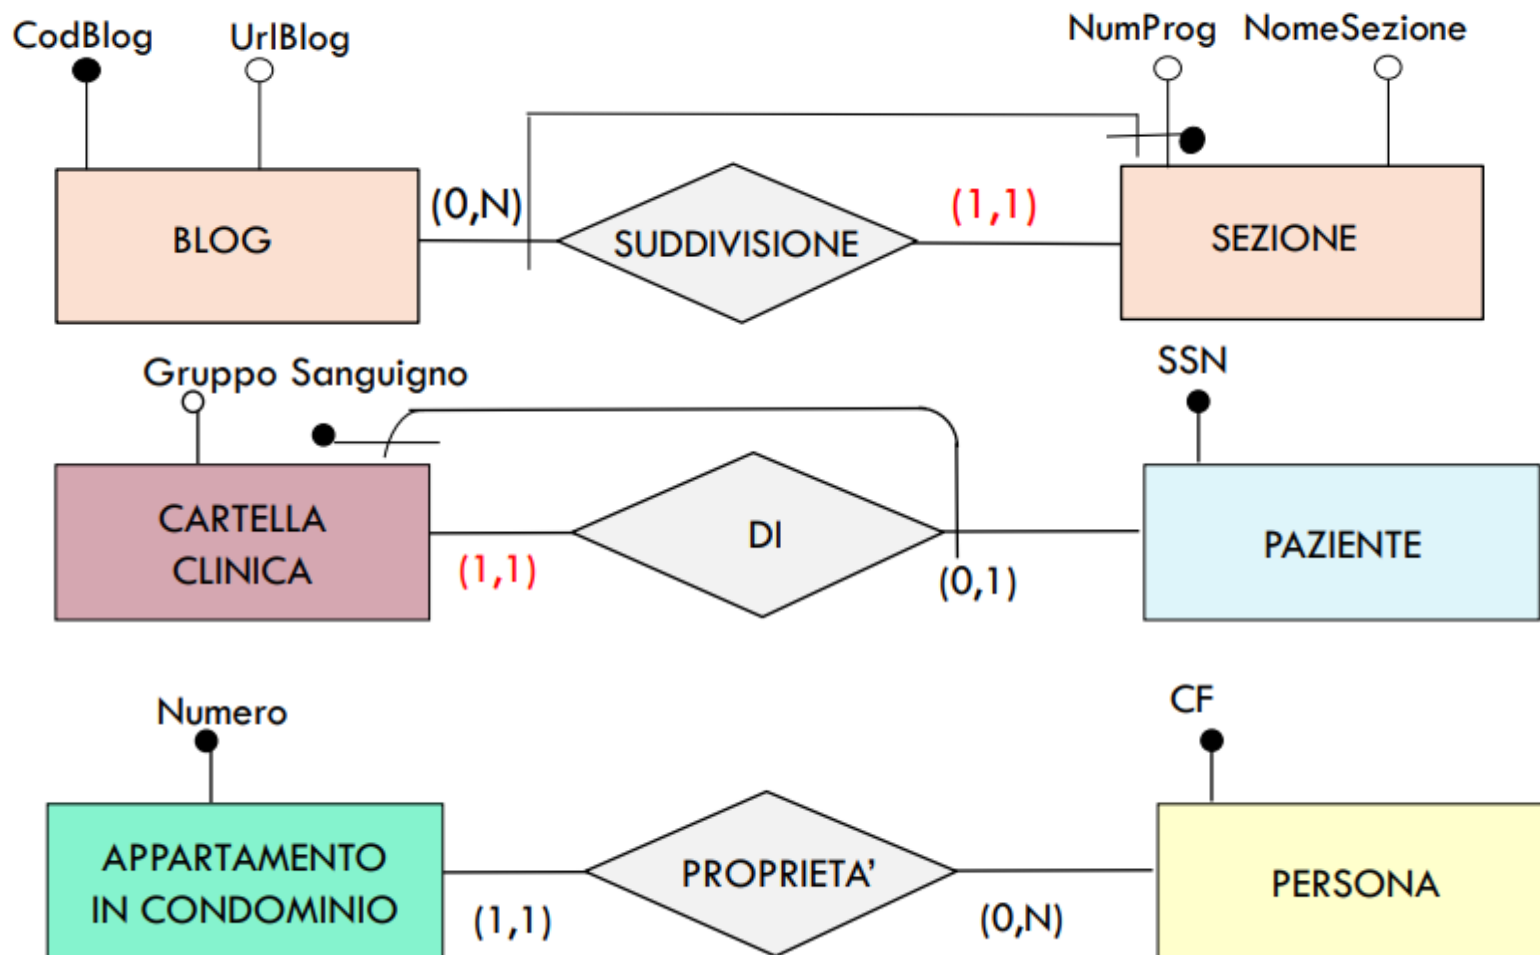 CodBlog
UrlBlog
NumProg
NomeSezione
BLOG
(0,N)
SUDDIVISIONE
(1,1)
SEZIONE
Gruppo Sanguigno
SSN
CARTELLA
CLINICA
(1,1)
DI
(0,1)
PAZIENTE
Numero
CF
APPARTAMENTO
IN CONDOMINIO
(1,1)
PROPRIETA'
(0,N)
PERSONA